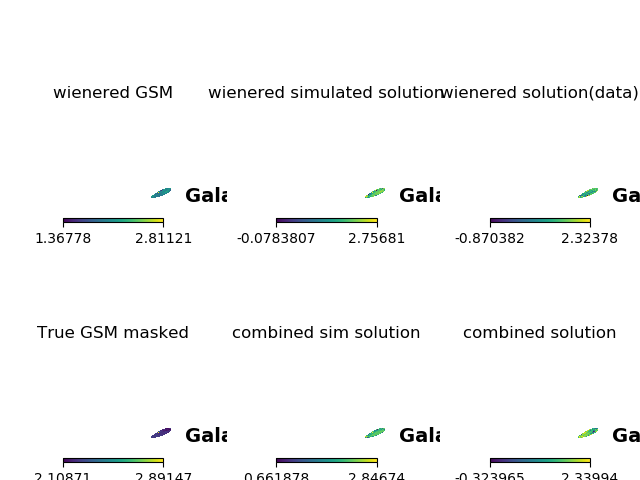 wienered GSM wienered simulated solution wienered solution(data)
Gala Gala Ga
1.36778 2.81121 -0.0783807 2.75681 -0.870382 2.32378
True GSM masked combined sim solution combined solution
Gala Gala Ga
2.10871 2.89147 0.661878 2.84674 -0.323965 2.33994